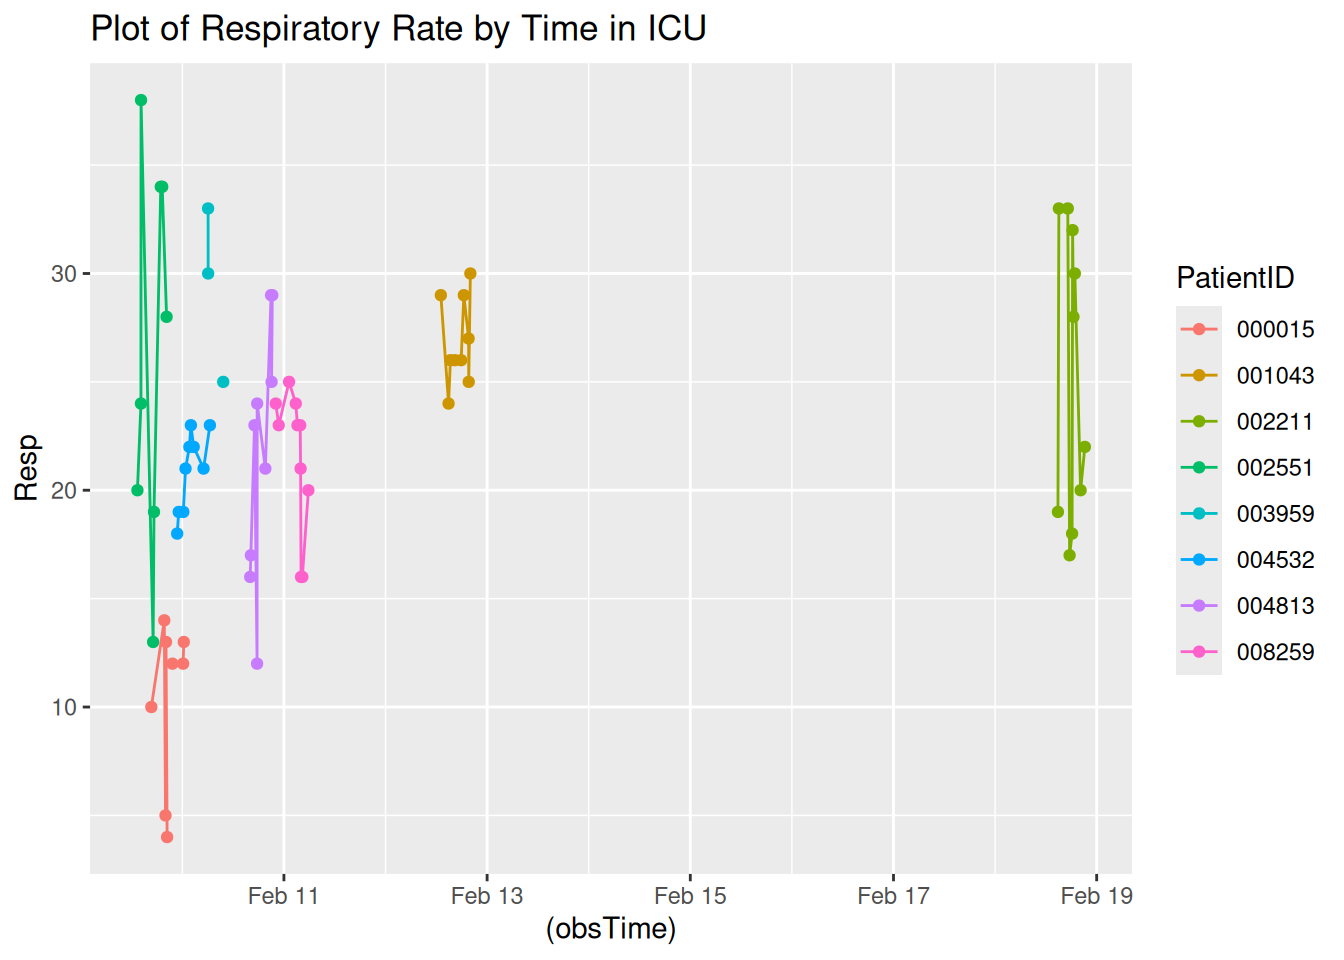 Plot of Respiratory Rate by Time in ICU
Resp
30
20
10
Feb 11
Feb 13
Feb 15
Feb 17
Feb 19
(obsTime)
PatientID
000015
001043
002211
002551
003959
004532
004813
008259